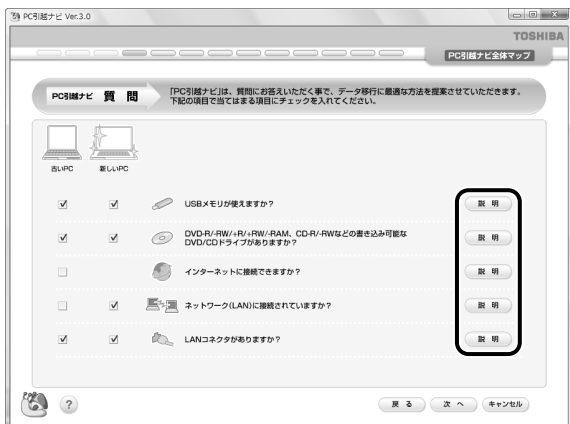 PC引越ナビ Ver.3.0
TOSHIBA
PC引越ナビ全体マップ
PC引越ナビ 質 問
「PC引越ナビ」は、質問にお答えいただく事で、データ移行に最適な方法を提案させていただきます。
下記の項目で当てはまる項目にチェックを入れてください。
古いPC 新しいPC
USBメモリが使えますか？ 説 明
DVD-R/-RW/+R/+RW/-RAM、CD-R/-RWなどの書き込み可能な
DVD/CDドライブがありますか？ 説 明
インターネットに接続できますか？ 説 明
ネットワーク(LAN)に接続されていますか？ 説 明
LANコネクタがありますか？ 説 明
? 戻 る 次 へ キャンセル